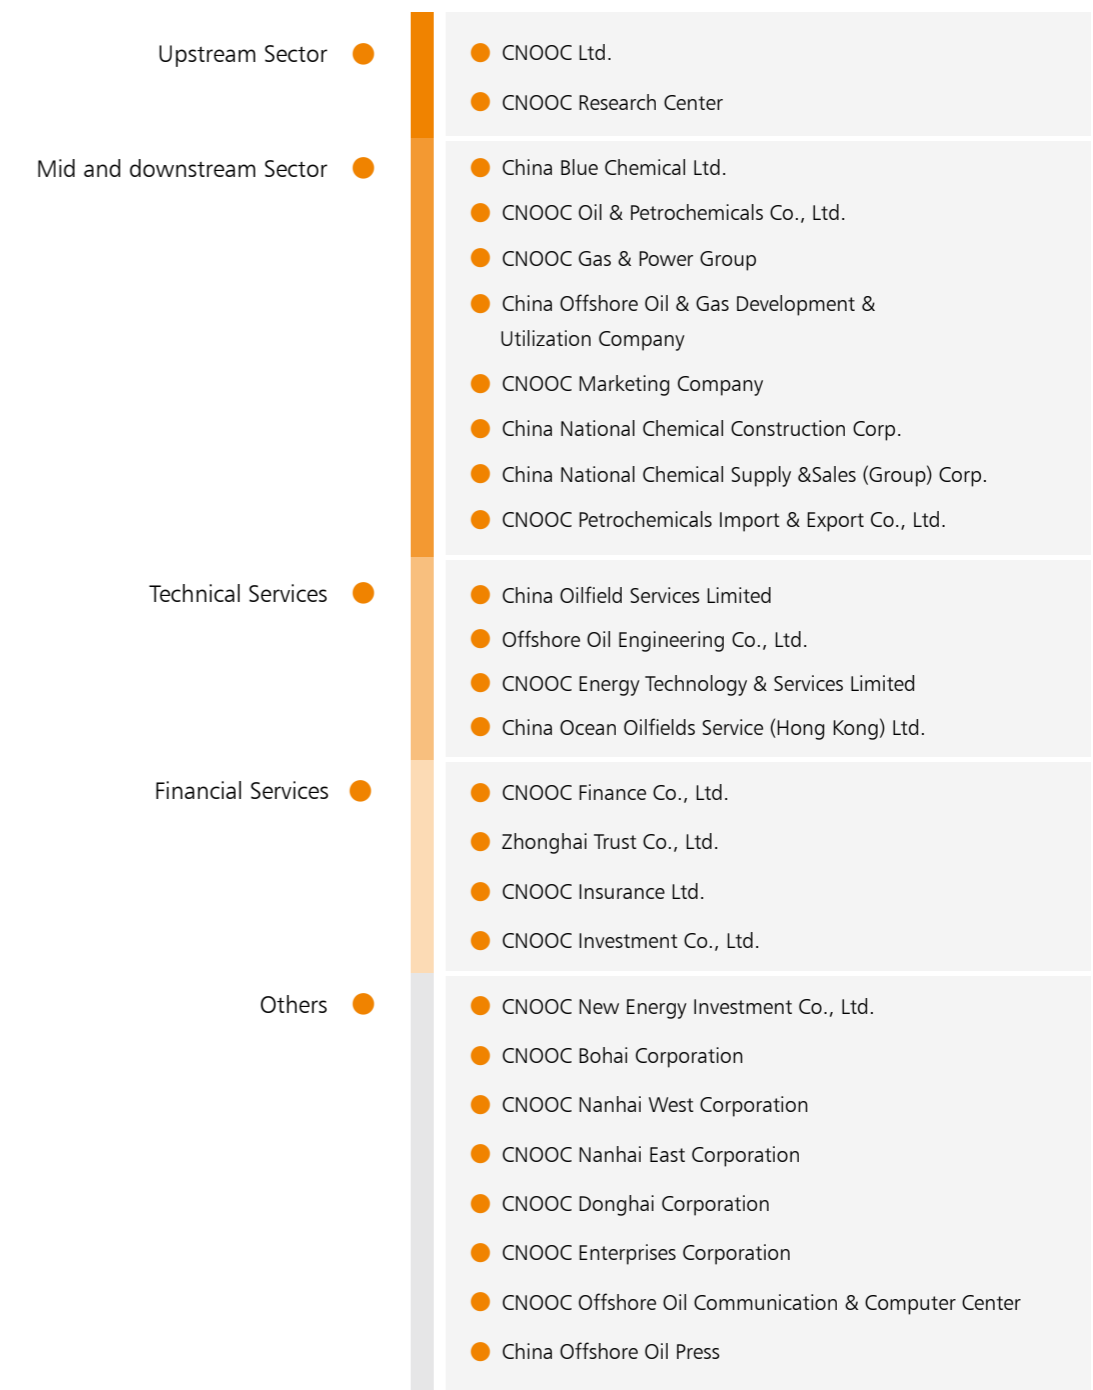 Upstream Sector
CNOOC Ltd.
CNOOC Research Center
Mid and downstream Sector
China Blue Chemical Ltd.
CNOOC Oil & Petrochemicals Co., Ltd.
CNOOC Gas & Power Group
China Offshore Oil & Gas Development &
Utilization Company
CNOOC Marketing Company
China National Chemical Construction Corp.
China National Chemical Supply &Sales (Group) Corp.
CNOOC Petrochemicals Import & Export Co., Ltd.
Technical Services
China Oilfield Services Limited
Offshore Oil Engineering Co., Ltd.
CNOOC Energy Technology & Services Limited
China Ocean Oilfields Service (Hong Kong) Ltd.
Financial Services
CNOOC Finance Co., Ltd.
Zhonghai Trust Co., Ltd.
CNOOC Insurance Ltd.
CNOOC Investment Co., Ltd.
Others
CNOOC New Energy Investment Co., Ltd.
CNOOC Bohai Corporation
CNOOC Nanhai West Corporation
CNOOC Nanhai East Corporation
CNOOC Donghai Corporation
CNOOC Enterprises Corporation
CNOOC Offshore Oil Communication & Computer Center
China Offshore Oil Press